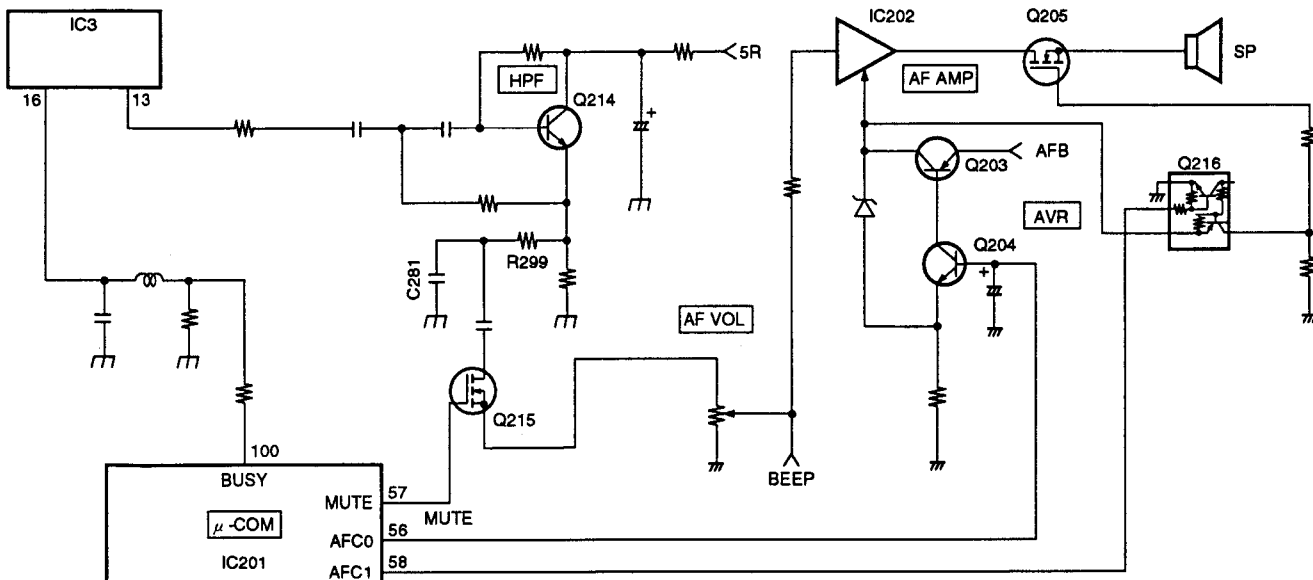 IC3
16
13
HPF
5R
Q214
+
R299
C281
IC202
Q205
SP
AF AMP
Q203
AFB
Q216
AVR
Q204
+
AF VOL
Q215
BEEP
100
BUSY
MUTE
57
MUTE
μ-COM
AFC0
56
IC201
AFC1
58